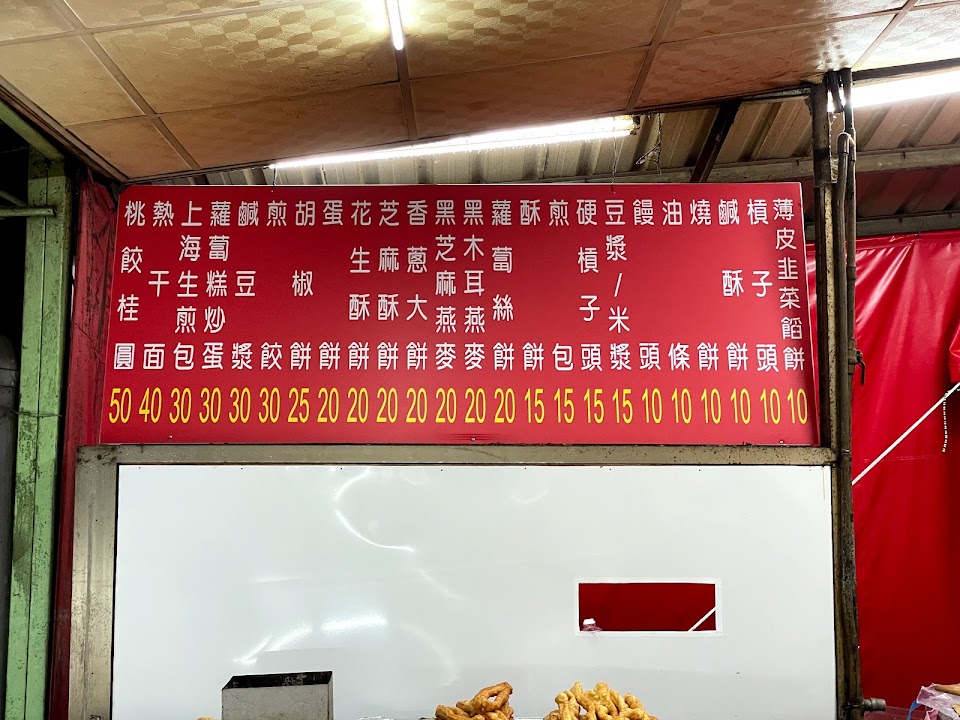 薄皮韭菜餡餅 10
槓子頭 10
鹹酥餅 10
燒餅 10
油條 10
饅頭 10
豆漿/米漿 15
硬槓子頭 15
煎包 15
酥餅 15
蘿蔔絲餅 20
黑木耳燕麥 20
黑芝麻燕麥 20
香蔥大餅 20
芝麻酥餅 20
花生酥餅 20
蛋餅 20
胡椒餅 25
煎餃 30
鹹豆漿 30
蘿蔔糕炒蛋 30
上海生煎包 30
熱干面 40
桃餃桂圓 50